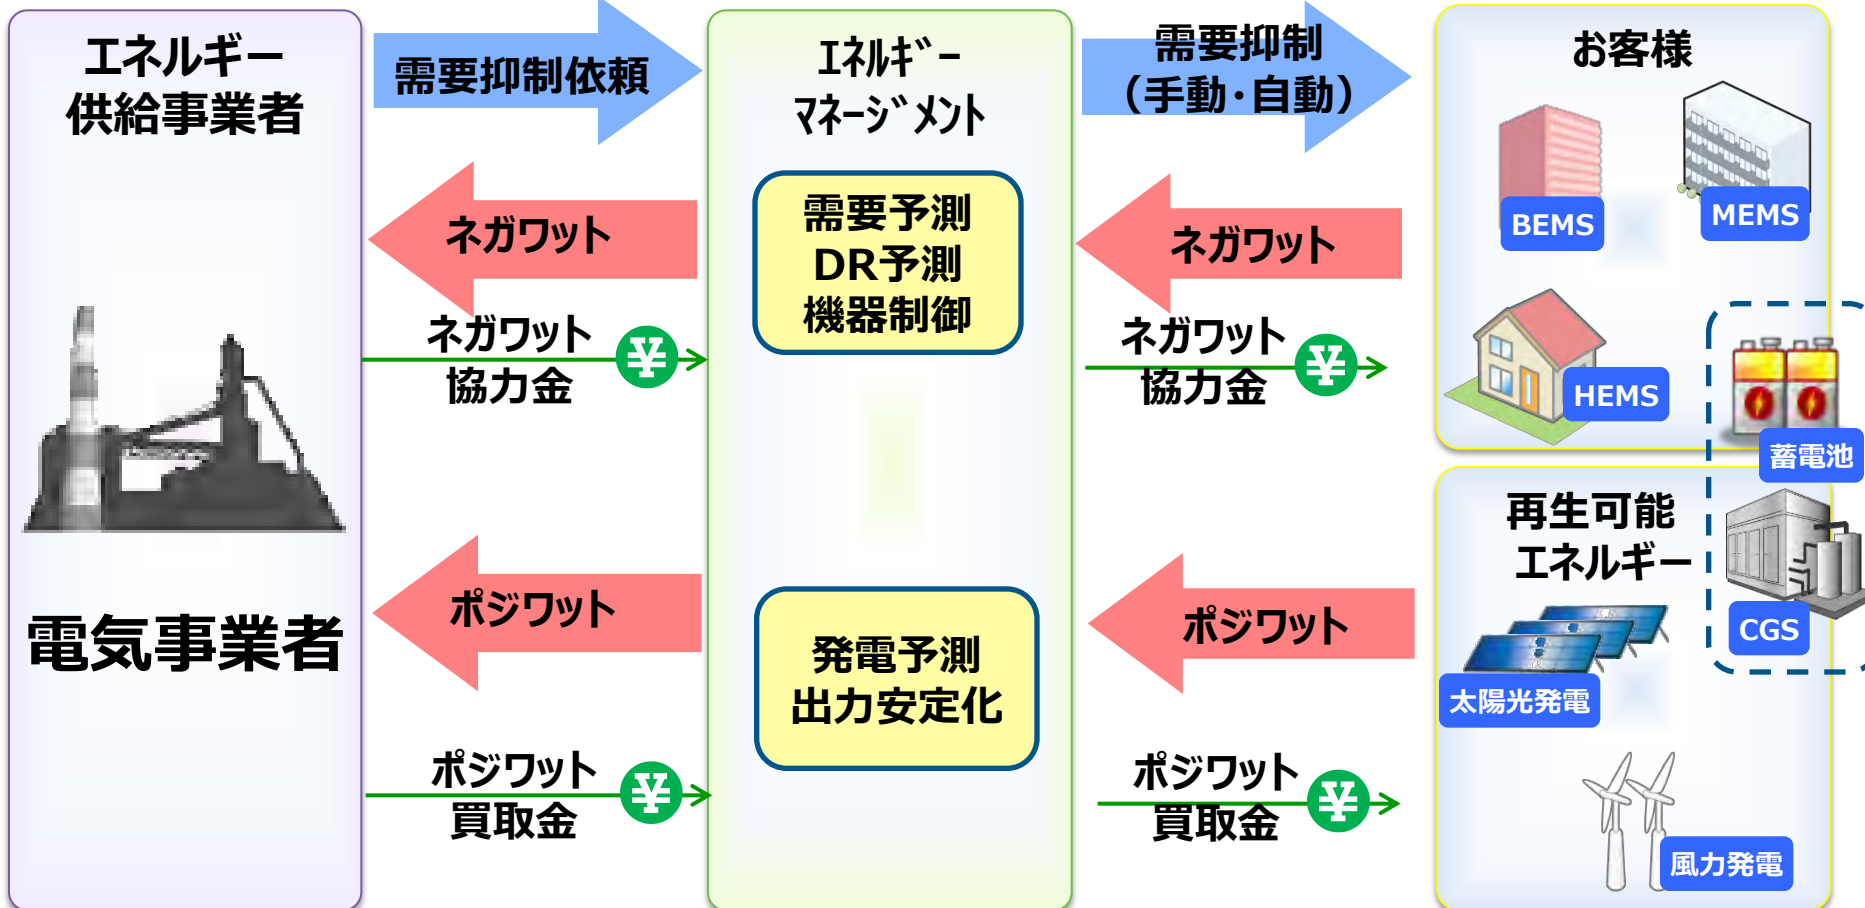 エネルギー
供給事業者
電気事業者
需要抑制依頼
ネガワット
ネガワット
協力金
¥
ポジワット
ポジワット
買取金
¥
ｴﾈﾙｷﾞｰ
ﾏﾈｰｼﾞﾒﾝﾄ
需要予測
DR予測
機器制御
発電予測
出力安定化
需要抑制
（手動・自動）
ネガワット
ネガワット
協力金
¥
ポジワット
ポジワット
買取金
¥
お客様
BEMS
MEMS
HEMS
蓄電池
再生可能
エネルギー
CGS
太陽光発電
風力発電